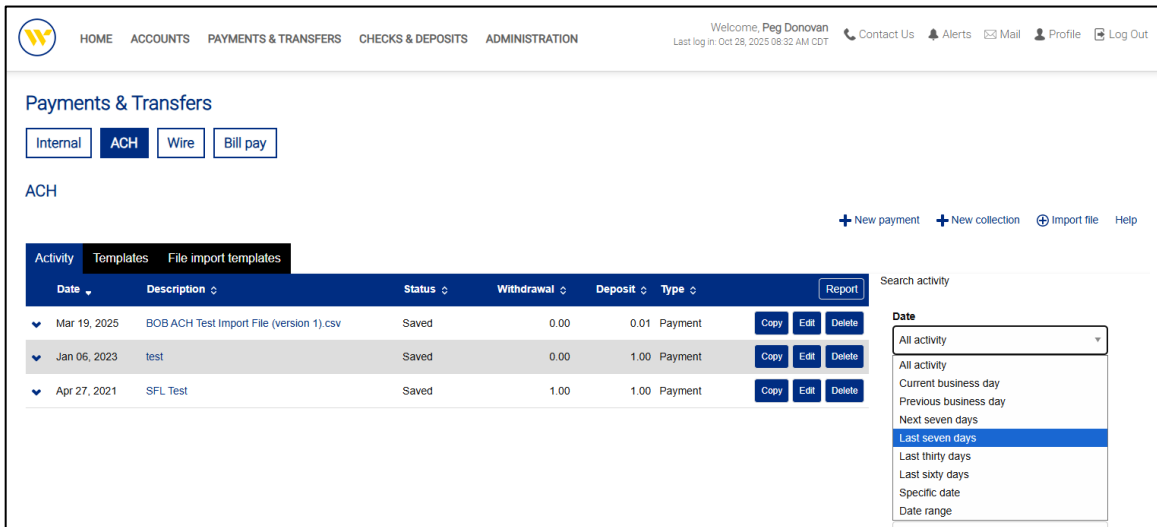 Welcome, Peg Donovan
Last log in: Oct 28, 2025 08:32 AM CDT
Contact Us Alerts Mail Profile Log Out
W
HOME ACCOUNTS PAYMENTS & TRANSFERS CHECKS & DEPOSITS ADMINISTRATION
Payments & Transfers
Internal ACH Wire Bill pay
ACH
New payment New collection Import file Help
Activity Templates File import templates
Date Description Status Withdrawal Deposit Type Report
Mar 19, 2025 BOB ACH Test Import File (version 1).csv Saved 0.00 0.01 Payment Copy Edit Delete
Jan 06, 2023 test Saved 0.00 1.00 Payment Copy Edit Delete
Apr 27, 2021 SFL Test Saved 1.00 1.00 Payment Copy Edit Delete
Search activity
Date
All activity
All activity
Current business day
Previous business day
Next seven days
Last seven days
Last thirty days
Last sixty days
Specific date
Date range